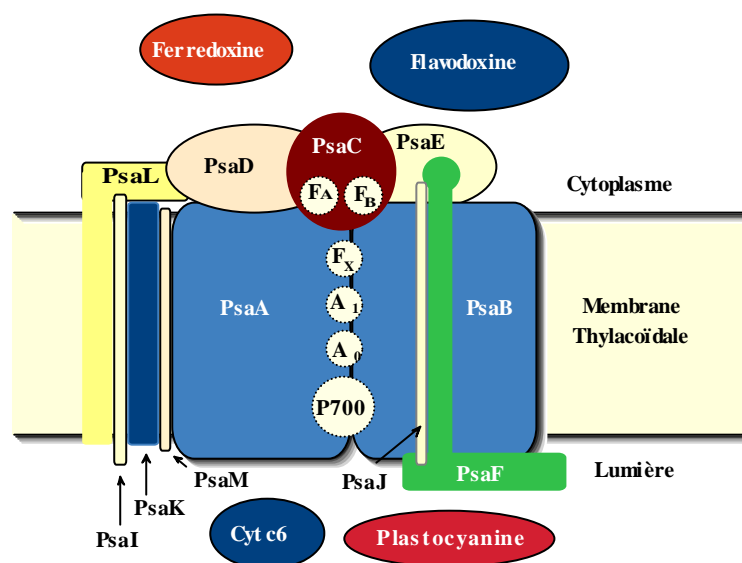 Ferredoxine
Flavodoxine
PsaC
PsaE
PsaD
PsaL
FA
FB
Cytoplasme
FX
PsaA
A1
PsaB
Membrane
Thylacoïdale
A0
P700
PsaM
PsaJ
PsaF
Lumière
PsaK
PsaI
Cyt c6
Plastocyanine